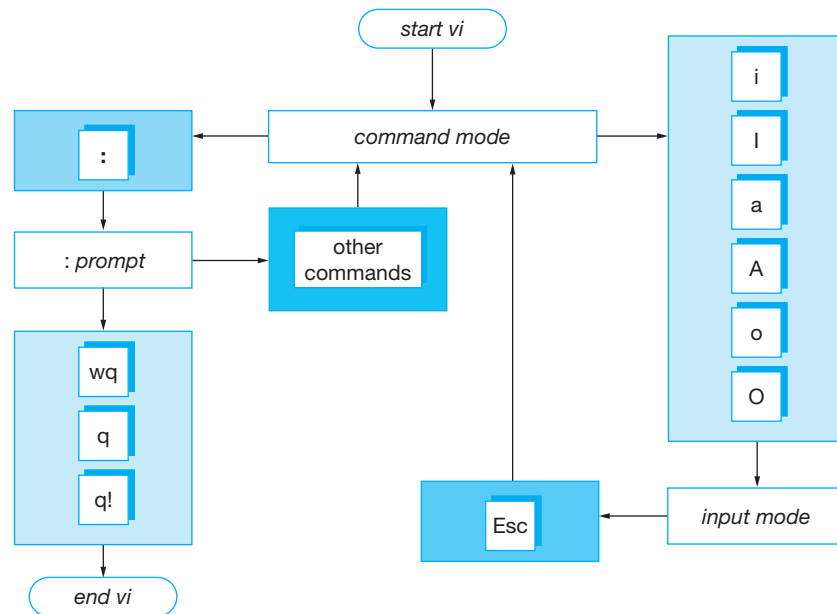 start vi
command mode
:
: prompt
other
commands
wq
q
q!
end vi
i
I
a
A
o
O
input mode
Esc